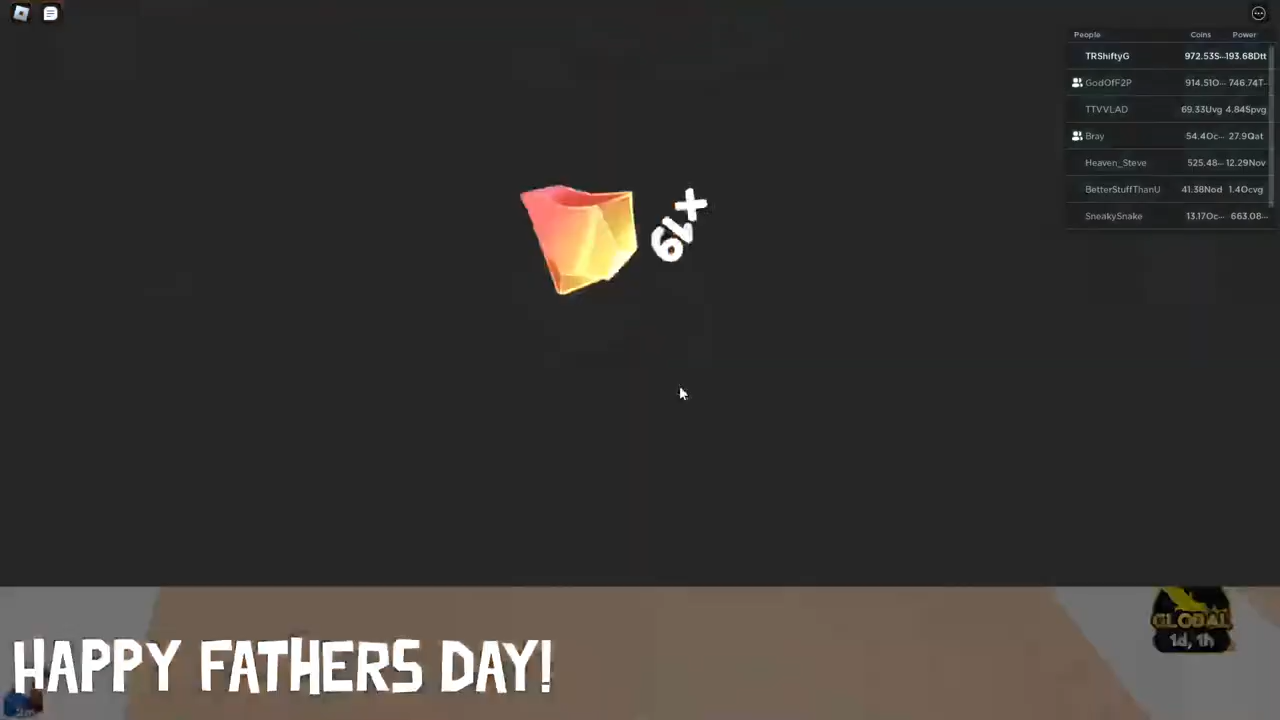 People Coins Power
TRShiftyG 972.53S... 193.68Dtt
GodOfF2P 914.51O... 746.74T...
TTVVLAD 69.33Uvg 4.84Spvg
Bray 54.4Oc... 27.9Qat
Heaven_Steve 525.48... 12.29Nov
BetterStuffThanU 41.38Nod 1.4Ocvg
SneakySnake 13.17Oc... 663.08...
x19
GLOBAL
1d, 1h
HAPPY FATHERS DAY!